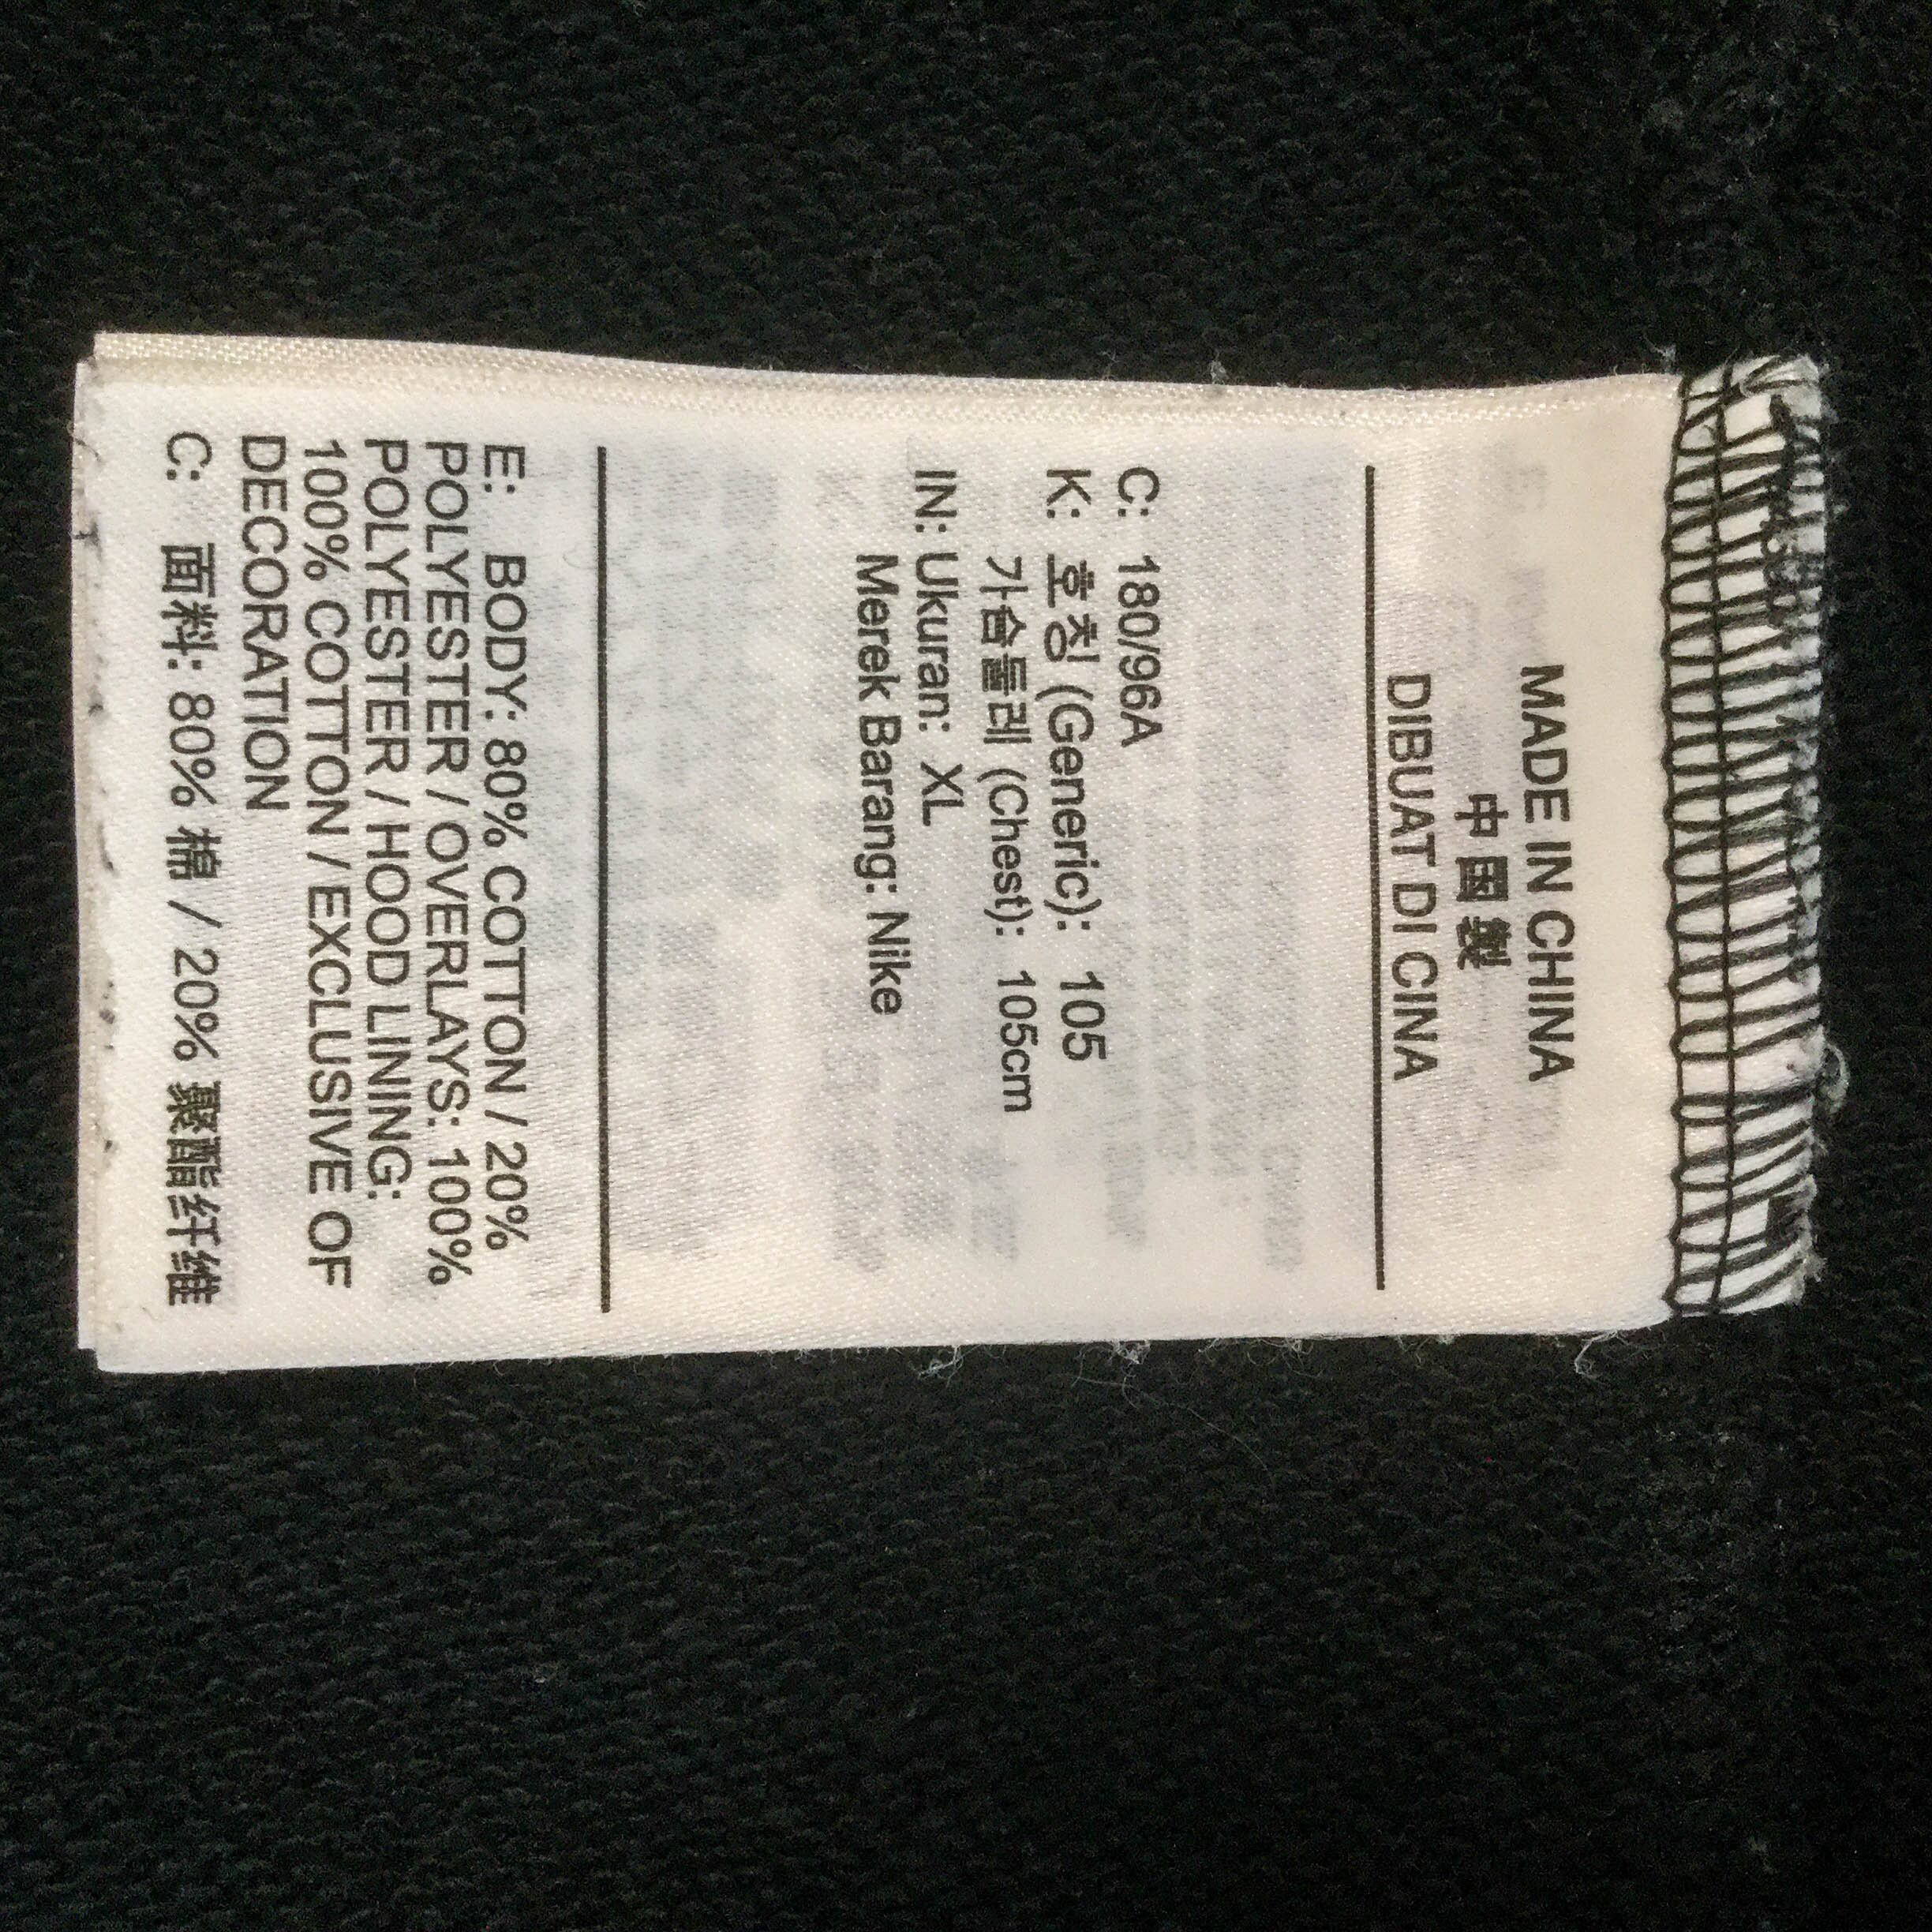 MADE IN CHINA
中 國 製
DIBUAT DI CINA
C: 180/96A
K: 호칭 (Generic): 105
가슴둘레 (Chest): 105cm
IN: Ukuran: XL
Merek Barang: Nike
E: BODY: 80% COTTON / 20%
POLYESTER / OVERLAYS: 100%
POLYESTER / HOOD LINING:
100% COTTON / EXCLUSIVE OF
DECORATION
C: 面料: 80% 棉 / 20% 聚酯纤维